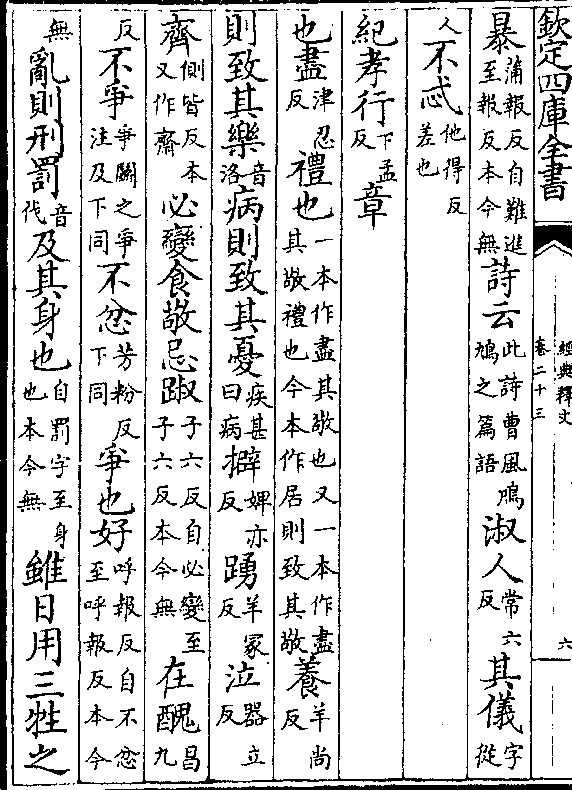 欽定四庫全書
經典釋文
卷二十三
六
暴蒲報反自難進至報反本今無詩云此詩曹風鳲鳩之篇語淑人常六反其儀字從
人不忒他得反差也
紀孝行下孟反章
也盡津忍反禮也一本作盡其敬也又一本作盡其敬禮也今本作居則致其敬養羊尚反
則致其樂音洛病則致其憂疾甚曰病擗婢亦反踴羊冢反泣器立反
齊側皆反本又作齋必變食敬忌踧子六反自必變至子六反本今無在醜昌九
反不爭爭鬭之爭注及下同不忿芳粉反下同爭也好呼報反自不忿至呼報反本今
無亂則刑罰音伐及其身也自罰字至身也本今無雖日用三牲之